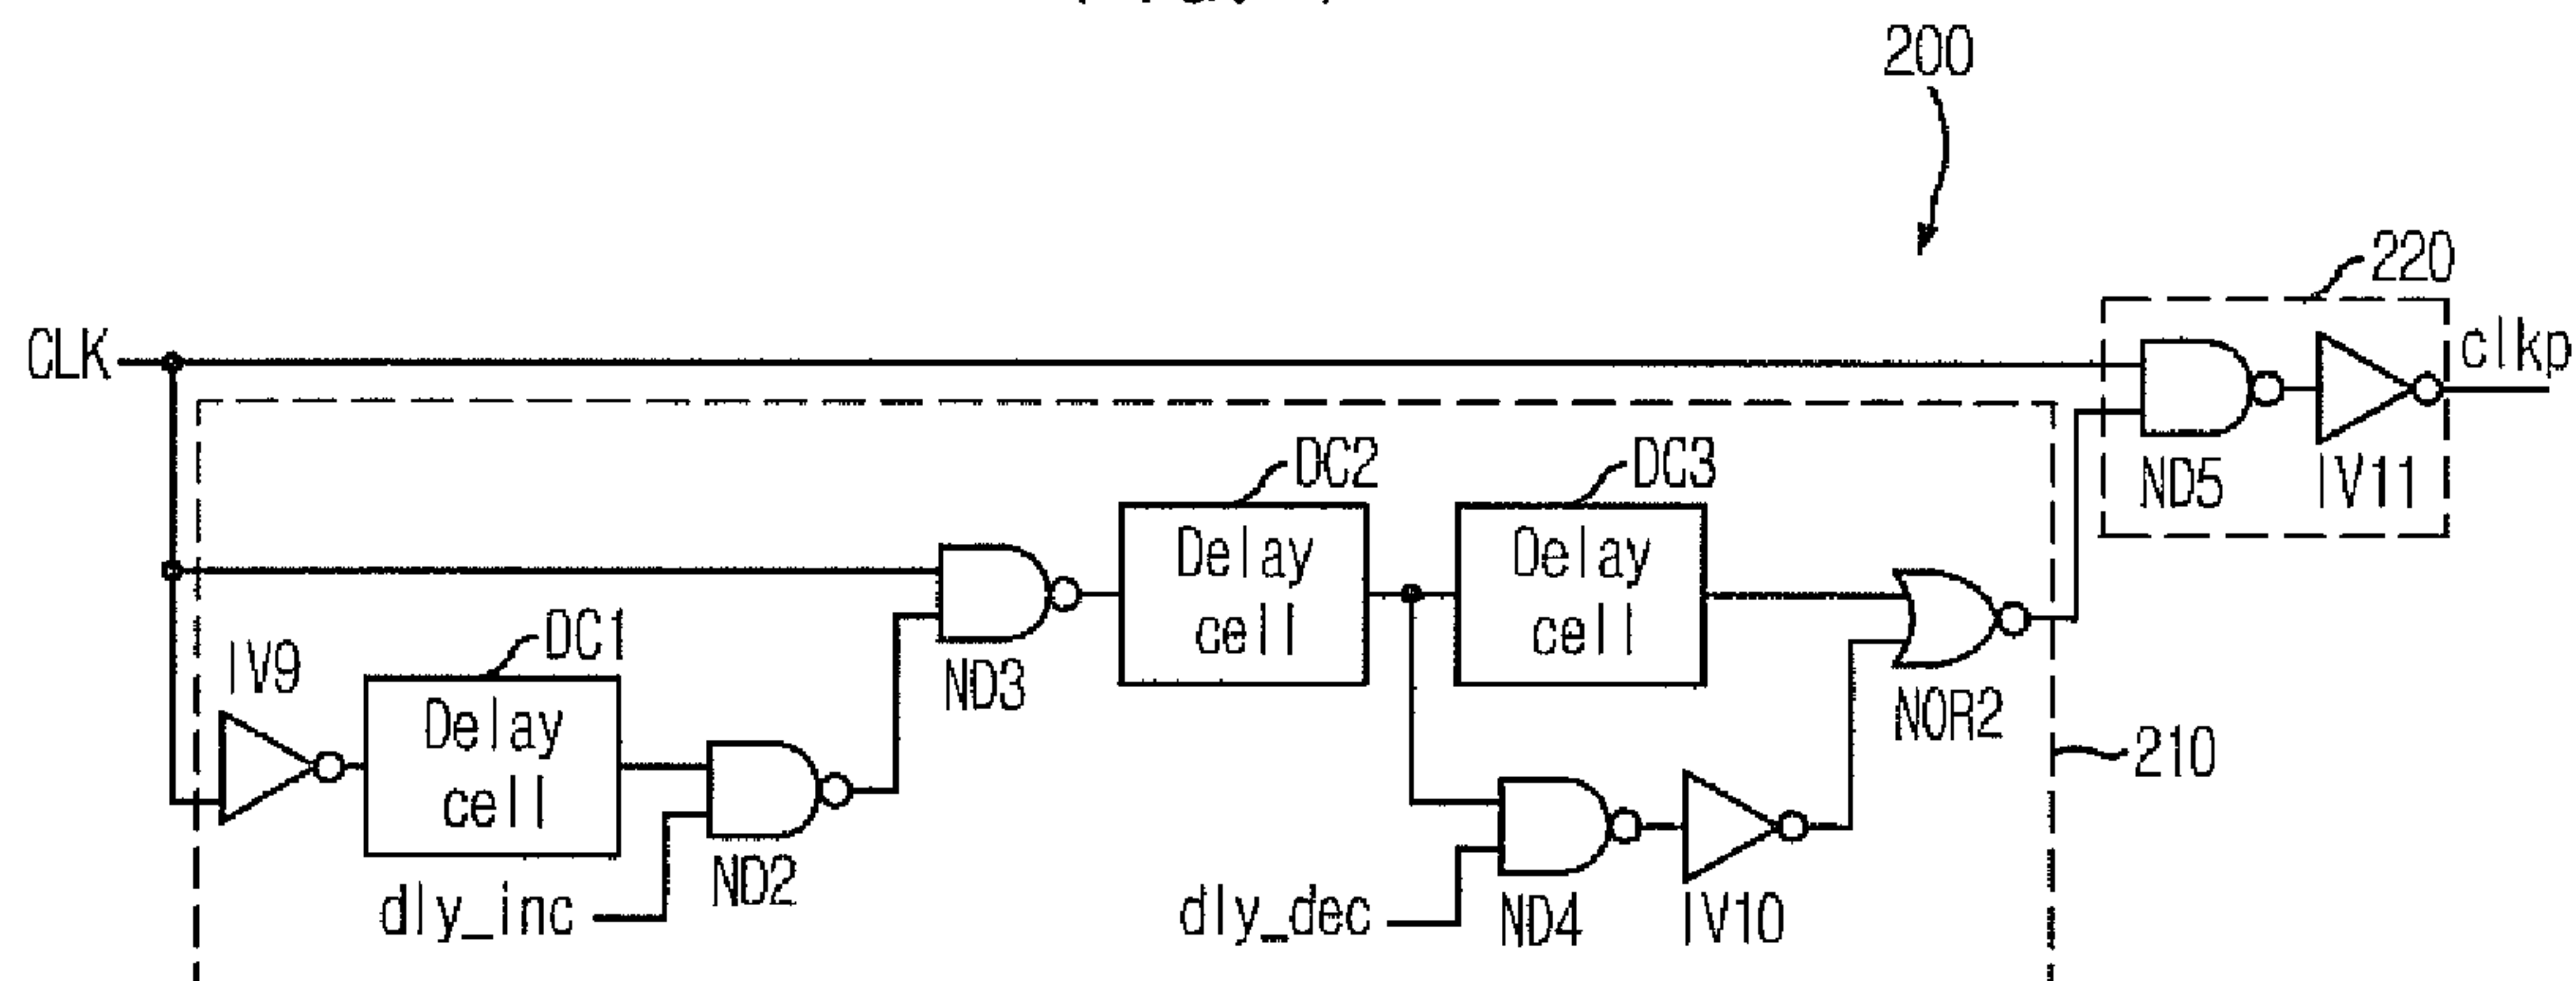 200
220
CLK
clkp
ND5
IV11
DC2
DC3
Delay
cell
Delay
cell
DC1
IV9
ND3
NOR2
Delay
cell
210
ND2
dly_inc
dly_dec
ND4
IV10